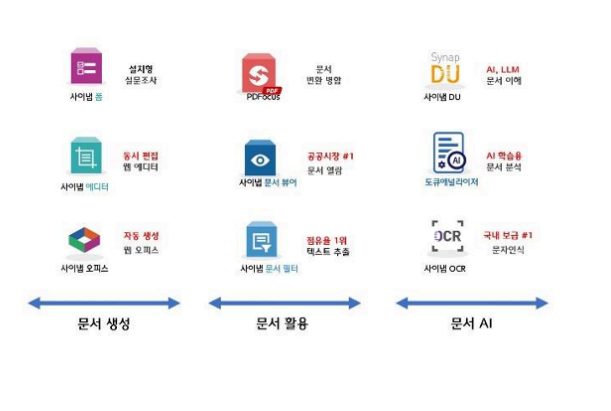 사이냅 폼
설치형
설문조사
PDF
PDFocus
문서
변환 병합
Synap
DU
사이냅 DU
AI, LLM
문서 이해
사이냅 에디터
동시 편집
웹 에디터
사이냅 문서 뷰어
공공시장 #1
문서 열람
AI
도큐애널라이저
AI 학습용
문서 분석
사이냅 오피스
자동 생성
웹 오피스
사이냅 문서 필터
점유율 1위
텍스트 추출
OCR
사이냅 OCR
국내 보급 #1
문자인식
문서 생성
문서 활용
문서 AI